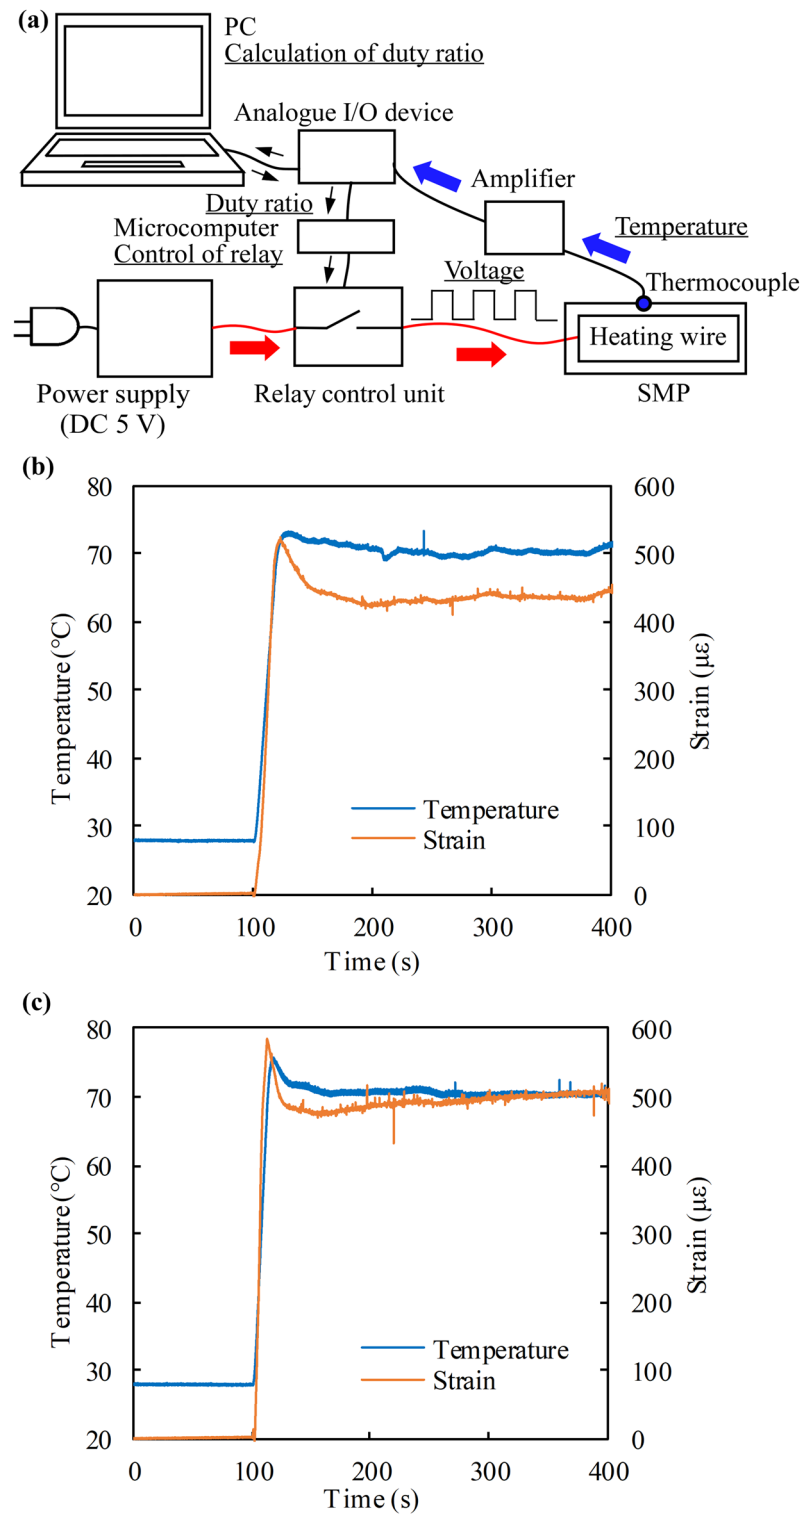 (a)
PC
Calculation of duty ratio
Analogue I/O device
Amplifier
Duty ratio
Microcomputer
Control of relay
Temperature
Voltage
Thermocouple
Heating wire
Power supply
(DC 5 V)
Relay control unit
SMP
(b)
80
70
60
50
40
30
20
Temperature (°C)
600
500
400
300
200
100
0
Strain (με)
Temperature
Strain
0
100
200
300
400
Time (s)
(c)
80
70
60
50
40
30
20
Temperature (°C)
600
500
400
300
200
100
0
Strain (με)
Temperature
Strain
0
100
200
300
400
Time (s)